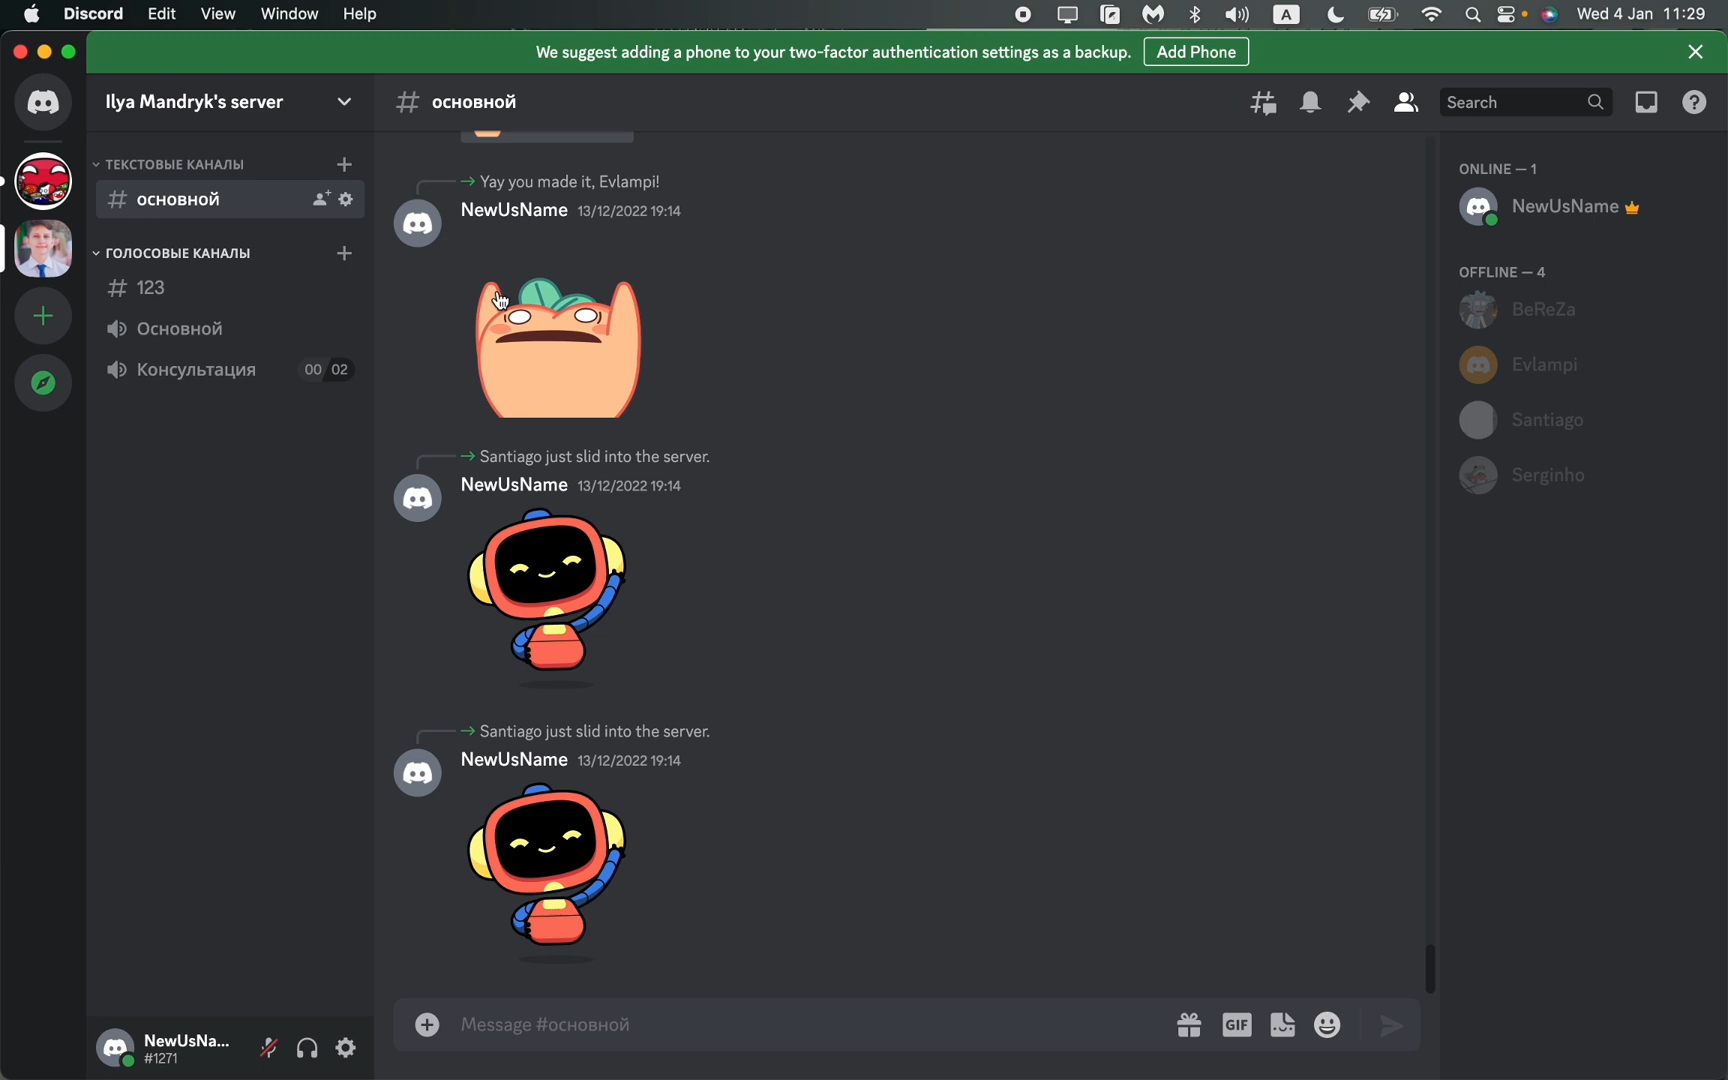 Discord Edit View Window Help
A
Wed 4 Jan 11:29
We suggest adding a phone to your two-factor authentication settings as a backup.
Add Phone
Ilya Mandryk's server
ТЕКСТОВЫЕ КАНАЛЫ
основной
ГОЛОСОВЫЕ КАНАЛЫ
123
Основной
Консультация 00 02
NewUsNa...
#1271
основной
Search
Yay you made it, Evlampi!
NewUsName 13/12/2022 19:14
Santiago just slid into the server.
NewUsName 13/12/2022 19:14
Santiago just slid into the server.
NewUsName 13/12/2022 19:14
Message #основной
GIF
ONLINE — 1
NewUsName
OFFLINE — 4
BeReZa
Evlampi
Santiago
Serginho